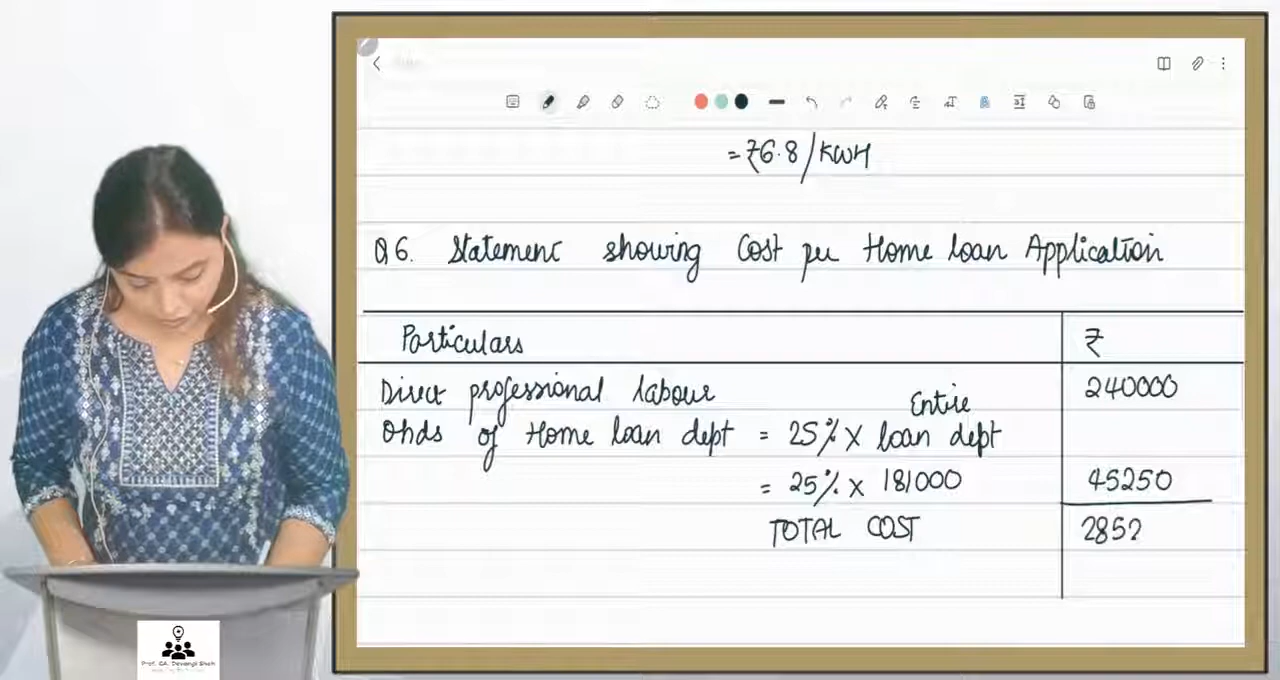 = ₹6.8/KWH
Q6. Statement showing Cost per Home loan Application
Particulars ₹
Direct professional labour 240000
Ohds of Home loan dept = 25% X Entire loan dept
= 25% X 181000 45250
TOTAL COST 2852
Prof. CA. Devangi Shah